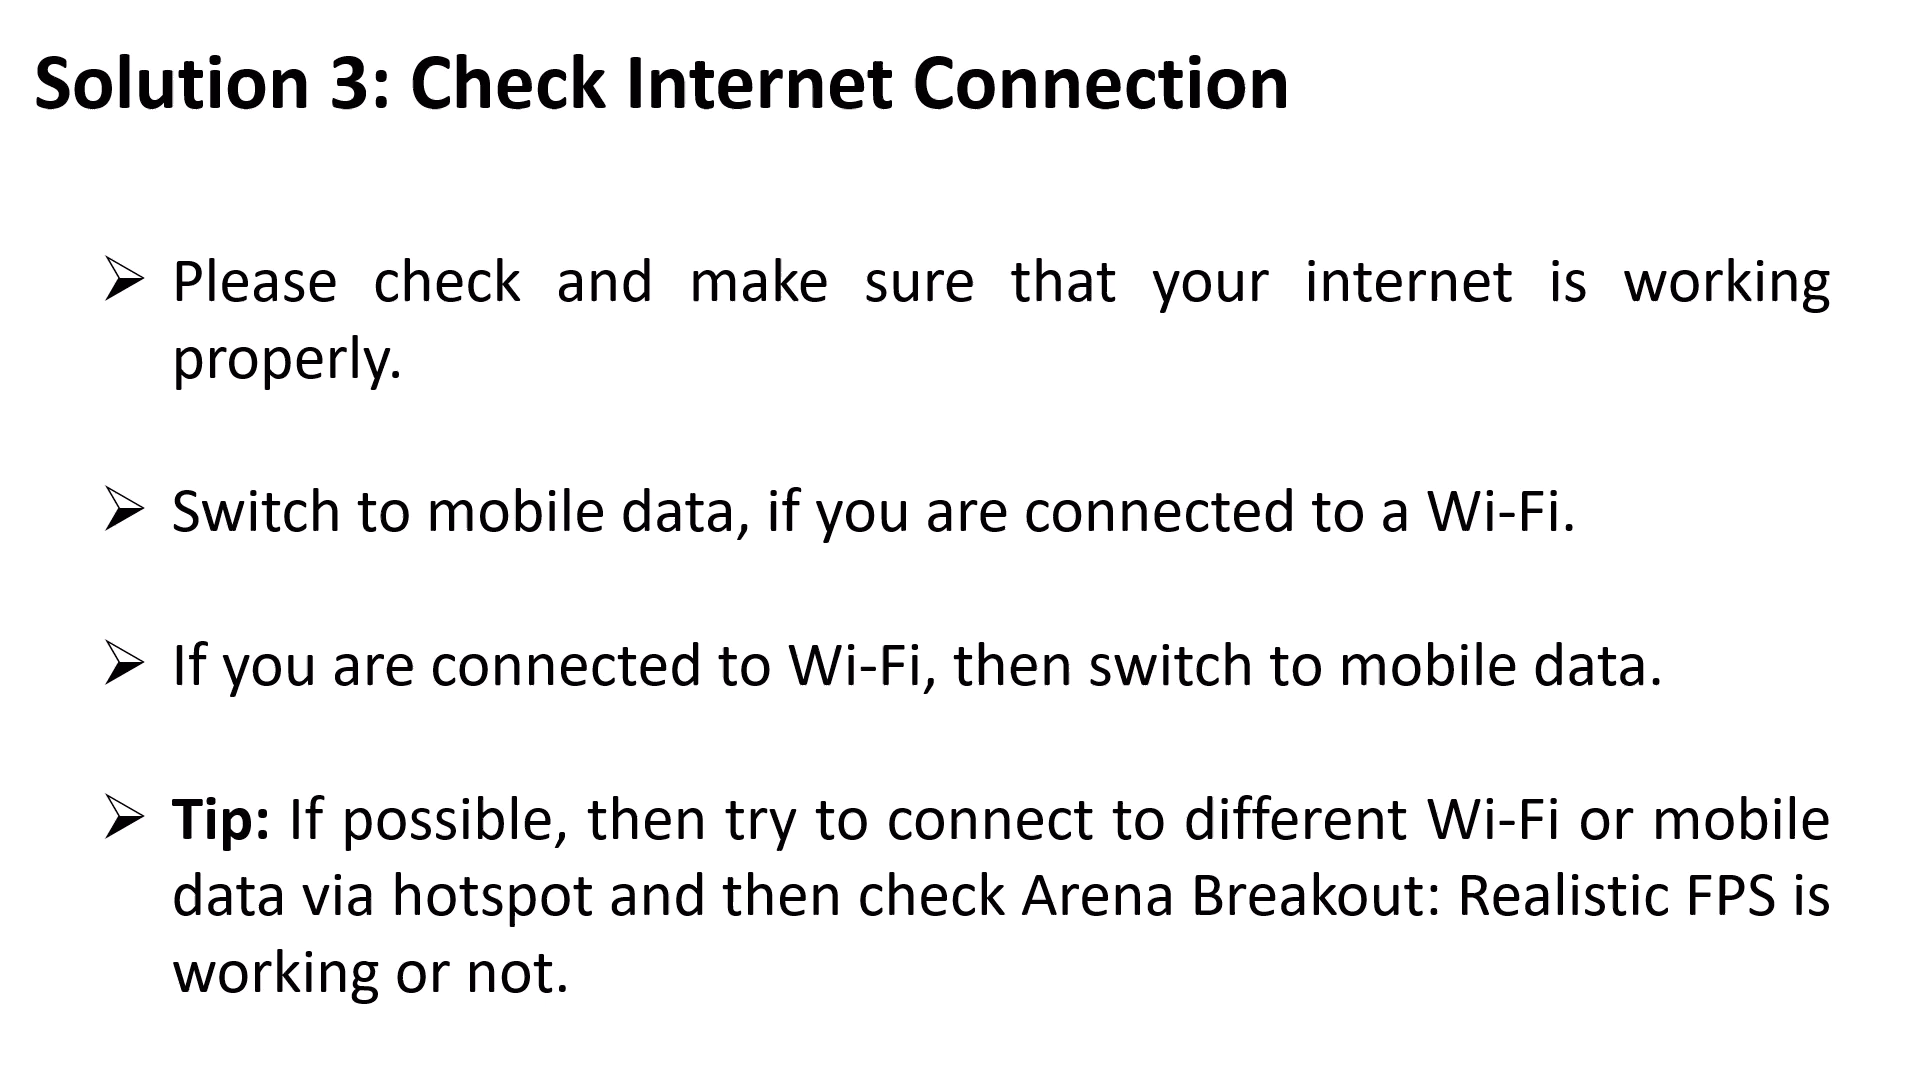 Solution 3: Check Internet Connection
➢ Please check and make sure that your internet is working
properly.
➢ Switch to mobile data, if you are connected to a Wi-Fi.
➢ If you are connected to Wi-Fi, then switch to mobile data.
➢ Tip: If possible, then try to connect to different Wi-Fi or mobile
data via hotspot and then check Arena Breakout: Realistic FPS is
working or not.